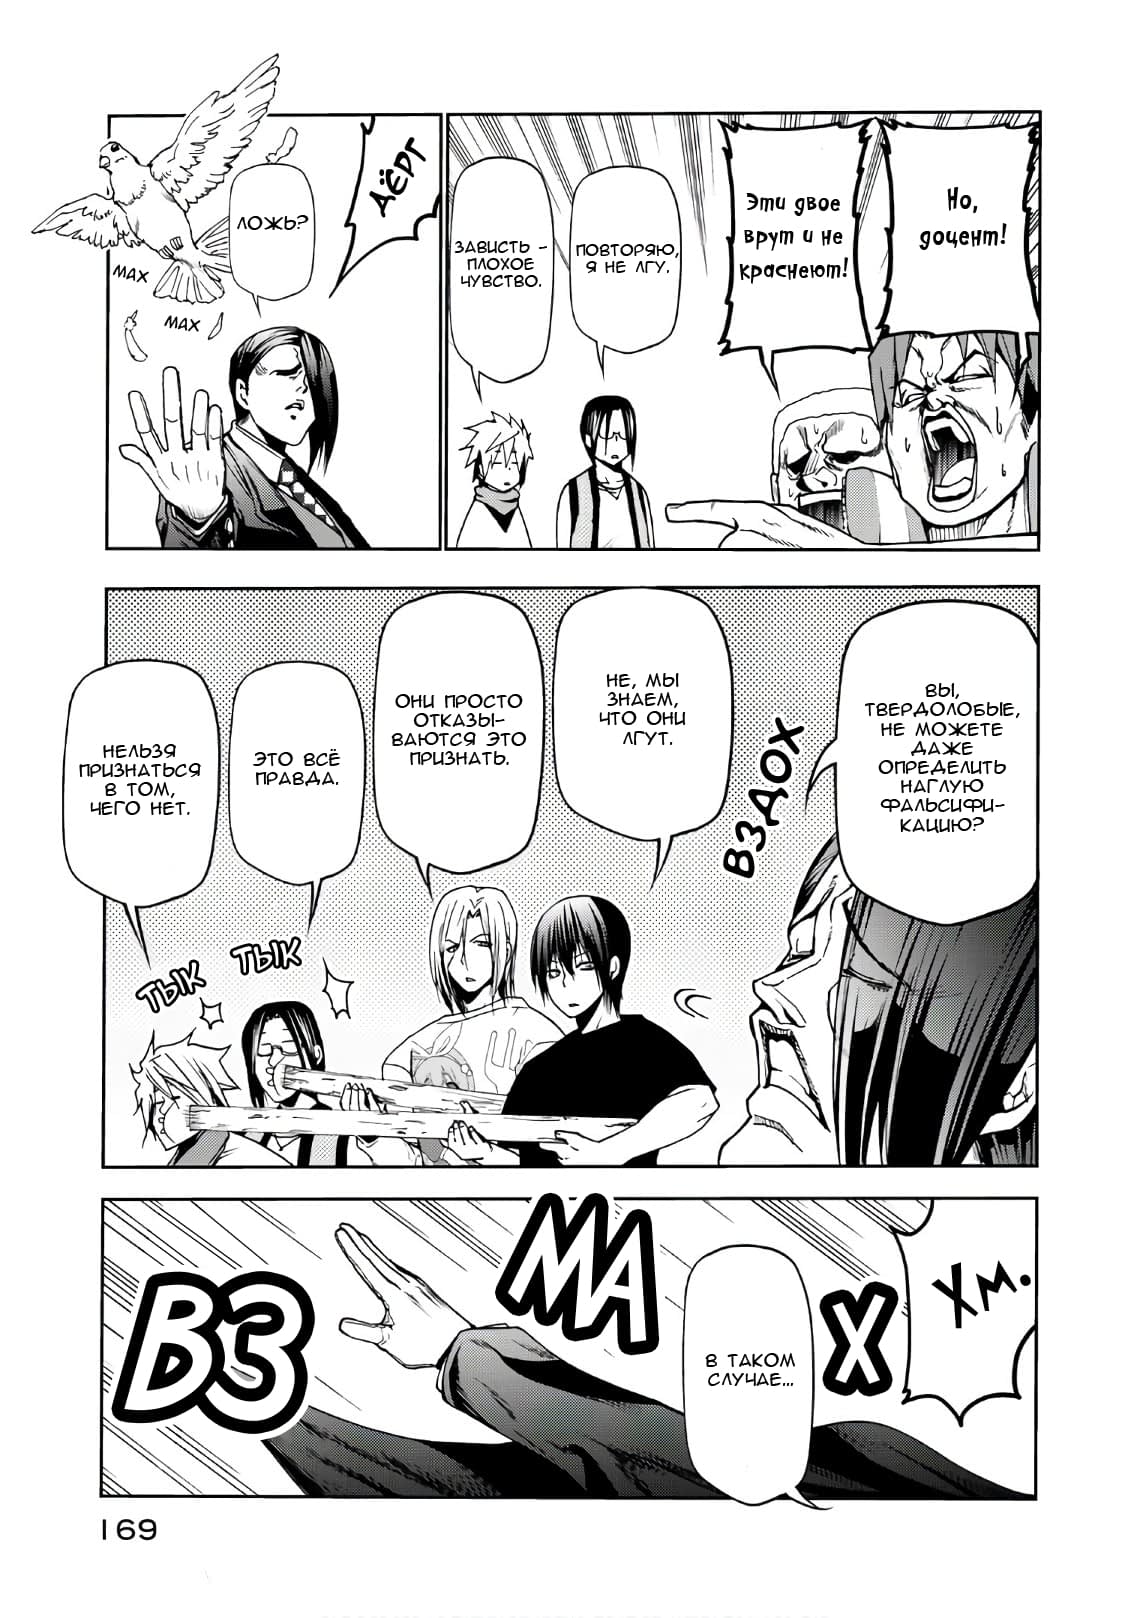 Но,
доцент!
Эти двое
врут и не
краснеют!
ПОВТОРЯЮ,
Я НЕ ЛГУ.
ЗАВИСТЬ -
ПЛОХОЕ
ЧУВСТВО.
ДЁРГ
ЛОЖЬ?
МАХ
МАХ
ВЫ,
ТВЕРДОЛОБЫЕ,
НЕ МОЖЕТЕ
ДАЖЕ
ОПРЕДЕЛИТЬ
НАГЛУЮ
ФАЛЬСИФИ-
КАЦИЮ?
ВЗДОХ
НЕ, МЫ
ЗНАЕМ,
ЧТО ОНИ
ЛГУТ.
ОНИ ПРОСТО
ОТКАЗЫ-
ВАЮТСЯ ЭТО
ПРИЗНАТЬ.
ЭТО ВСЁ
ПРАВДА.
НЕЛЬЗЯ
ПРИЗНАТЬСЯ
В ТОМ,
ЧЕГО НЕТ.
ТЫК
ТЫК
ХМ.
В ТАКОМ
СЛУЧАЕ...
ВЗ
МА
Х
169